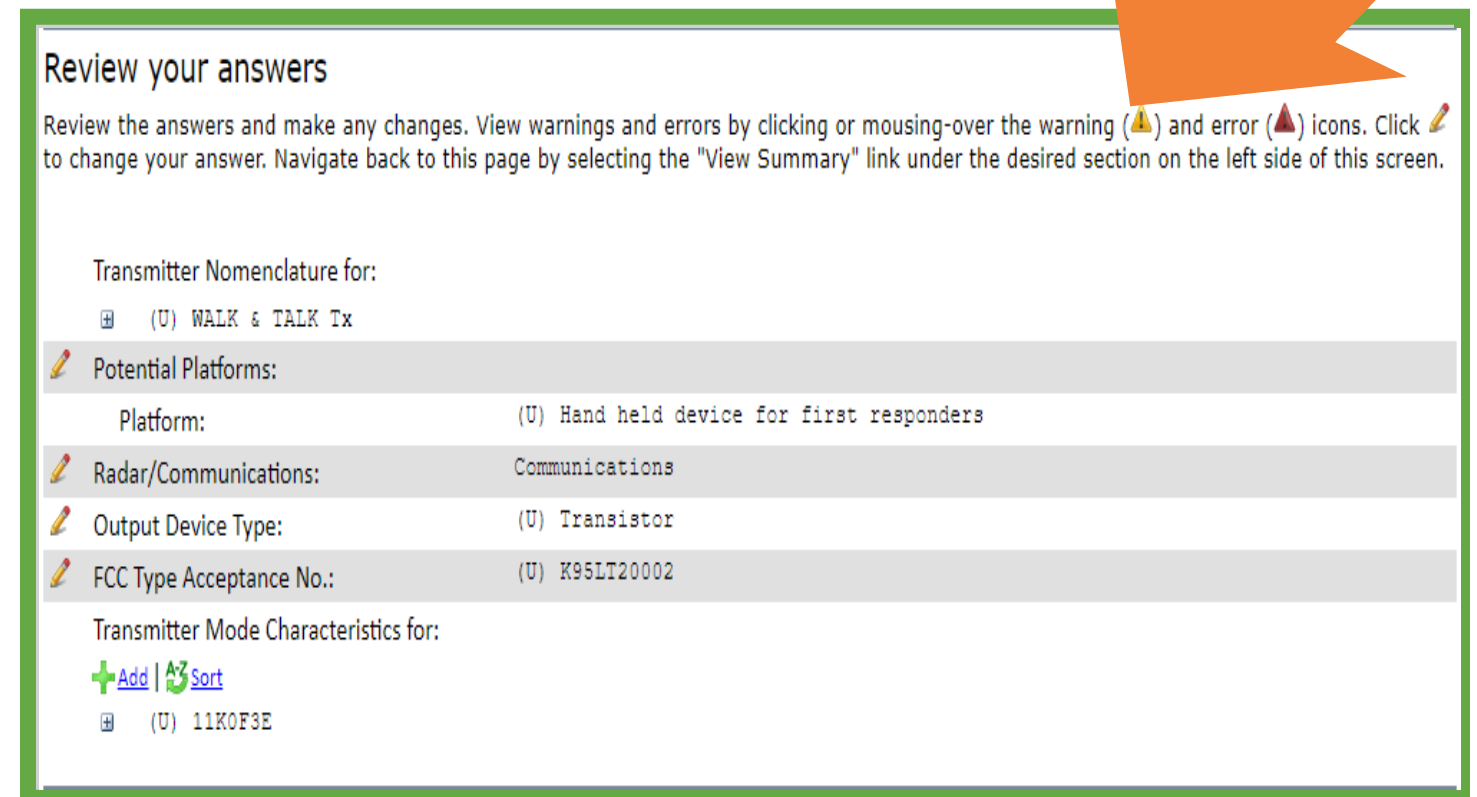 Review your answers
Review the answers and make any changes. View warnings and errors by clicking or mousing-over the warning (⚠) and error (▲) icons. Click
to change your answer. Navigate back to this page by selecting the "View Summary" link under the desired section on the left side of this screen.
Transmitter Nomenclature for:
(U) WALK & TALK Tx
Potential Platforms:
Platform: (U) Hand held device for first responders
Radar/Communications: Communications
Output Device Type: (U) Transistor
FCC Type Acceptance No.: (U) K95LT20002
Transmitter Mode Characteristics for:
Add | Sort
(U) 11K0F3E